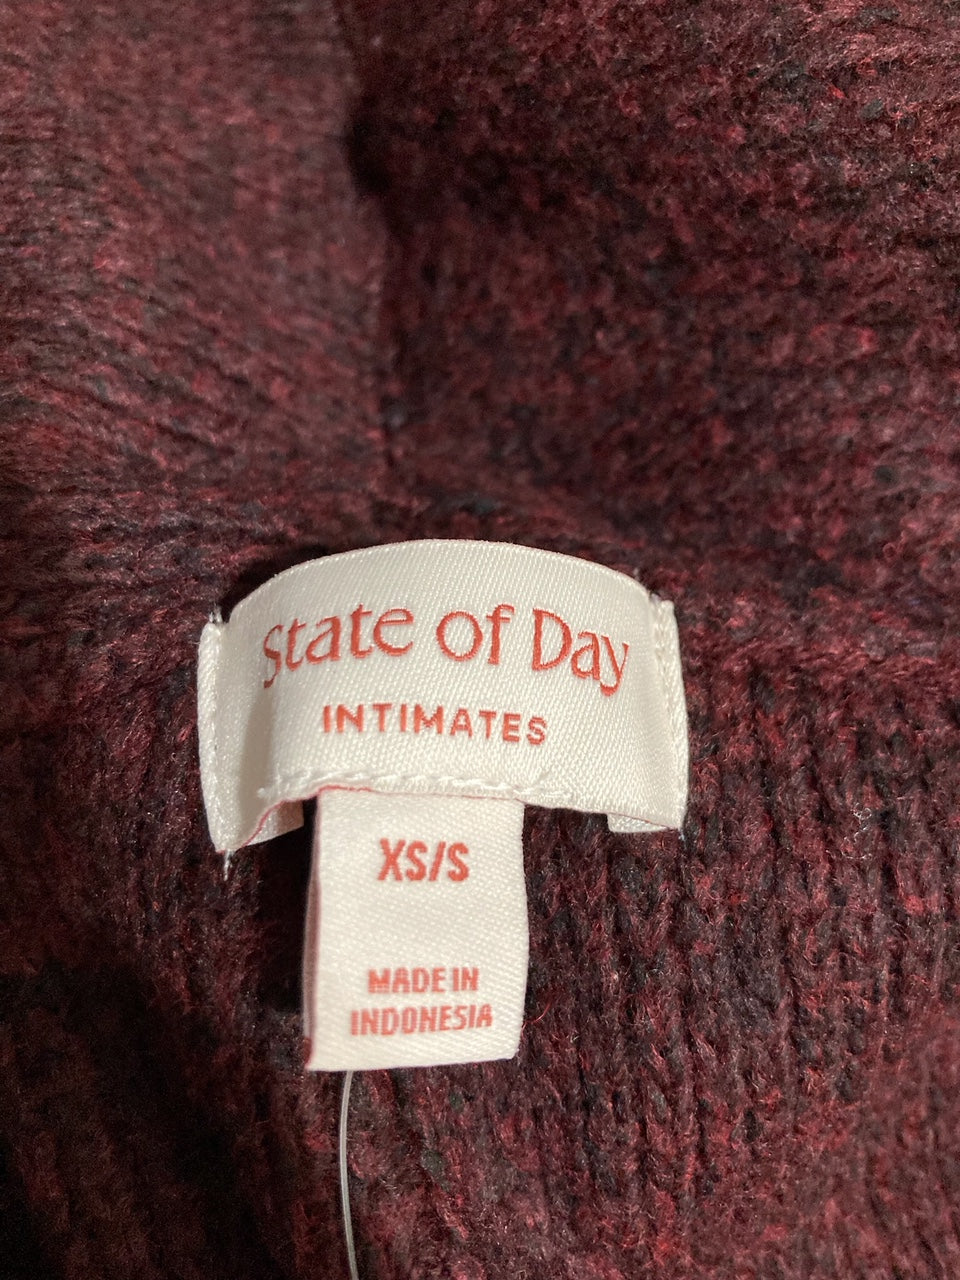 State of Day
INTIMATES
XS/S
MADE IN
INDONESIA